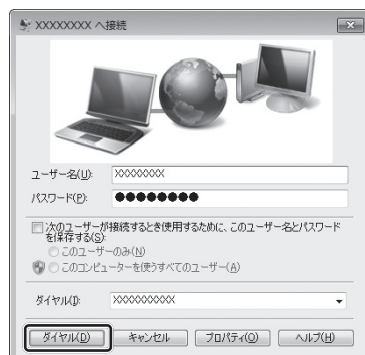 XXXXXXXX へ接続
ユーザー名(U): XXXXXXXX
パスワード(P): ●●●●●●●●
次のユーザーが接続するとき使用するために、このユーザー名とパスワード
を保存する(S):
このユーザーのみ(N)
このコンピューターを使うすべてのユーザー(A)
ダイヤル(I): XXXXXXXXXX
ダイヤル(D) キャンセル プロパティ(O) ヘルプ(H)